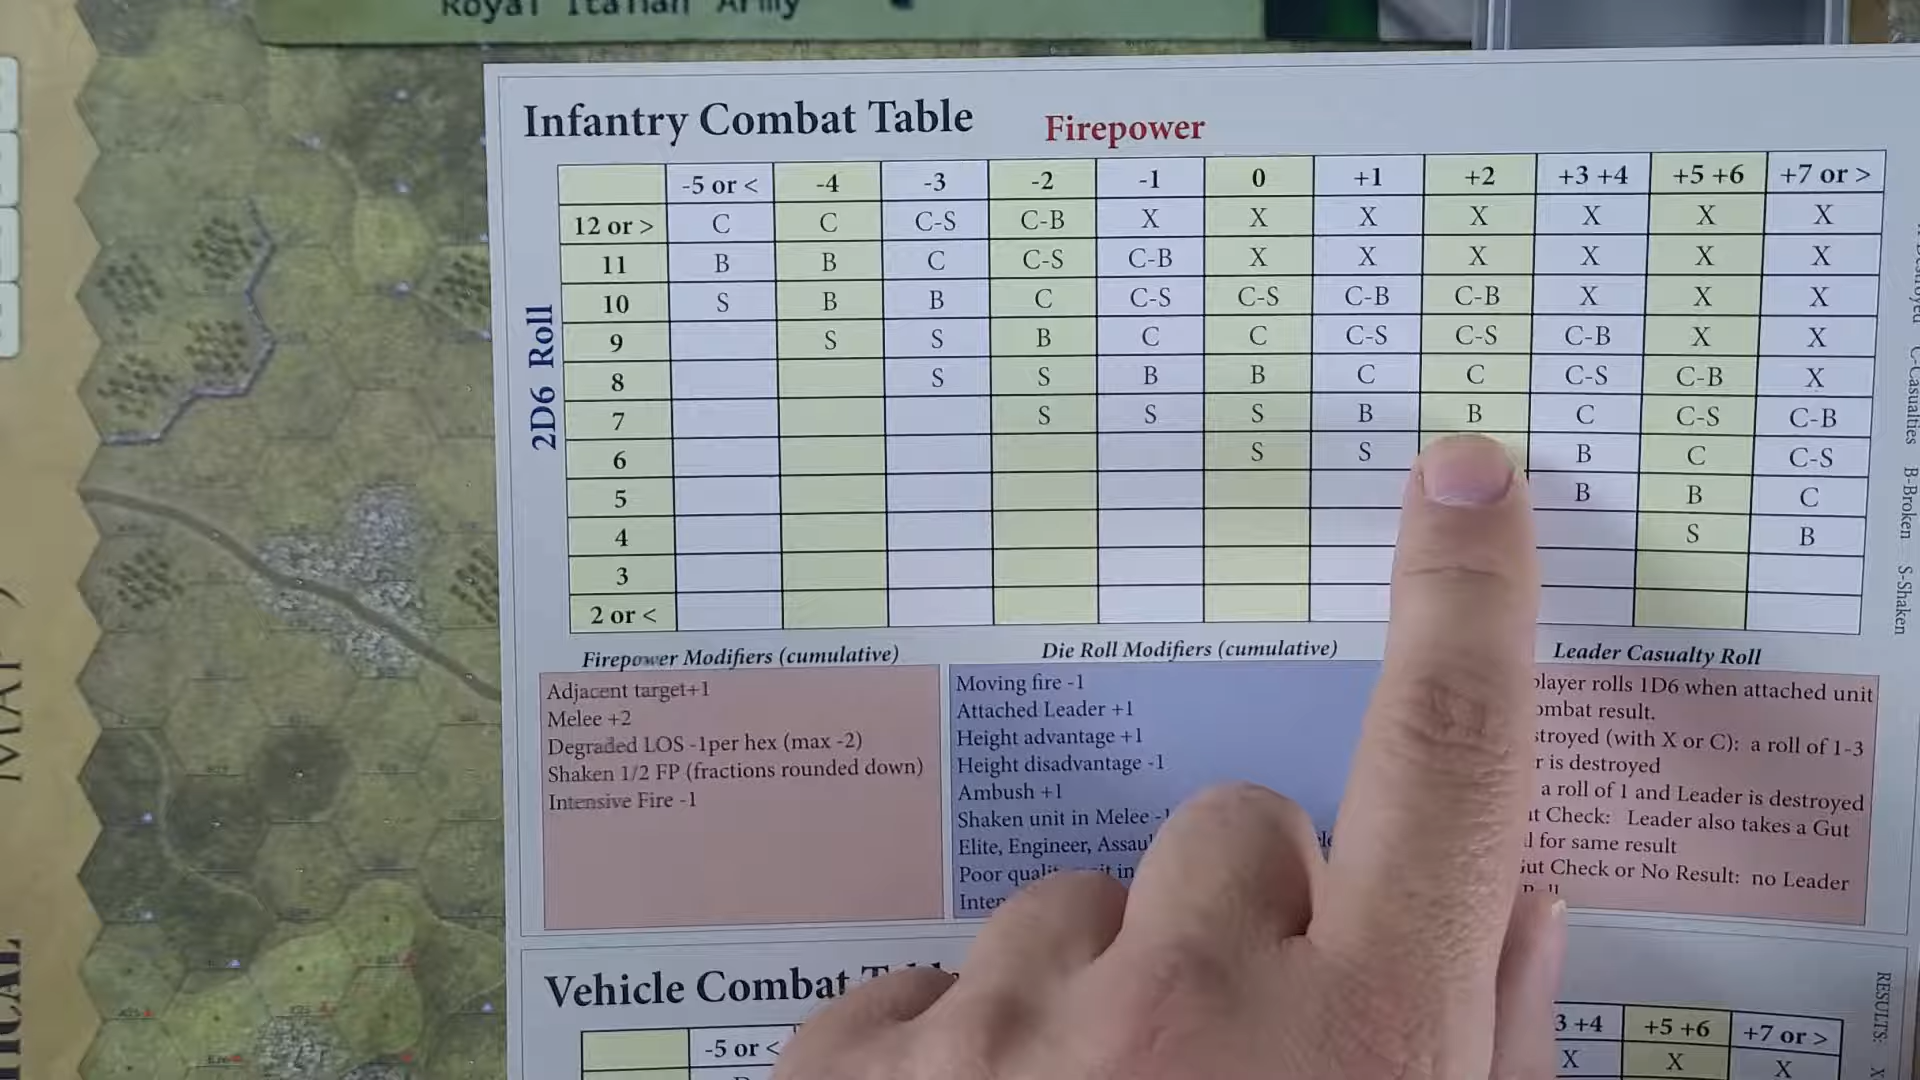 Royal Italian Army
Infantry Combat Table
Firepower
-5 or < -4 -3 -2 -1 0 +1 +2 +3 +4 +5 +6 +7 or >
12 or > C C C-S C-B X X X X X X X
11 B B C C-S C-B X X X X X X
10 S B B C C-S C-S C-B C-B X X X
9 S S B C C C-S C-S C-B X X
8 S S B B C C C-S C-B X
7 S S S B B C C-S C-B
6 S S B C C-S
5 B B C
4 S B
3
2 or <
2D6 Roll
C-Casualties B-Broken S-Shaken
Firepower Modifiers (cumulative)
Adjacent target+1
Melee +2
Degraded LOS -1per hex (max -2)
Shaken 1/2 FP (fractions rounded down)
Intensive Fire -1
Die Roll Modifiers (cumulative)
Moving fire -1
Attached Leader +1
Height advantage +1
Height disadvantage -1
Ambush +1
Shaken unit in Melee -1
Elite, Engineer,
Poor
Leader Casualty Roll
player rolls 1D6 when attached unit
combat result.
(with X or C): a roll of 1-3
is destroyed
a roll of 1 and Leader is destroyed
Check: Leader also takes a Gut
for same result
Gut Check or No Result: no Leader
Vehicle Combat
-5 or < 3 +4 +5 +6 +7 or >
X X X
RESULTS: X